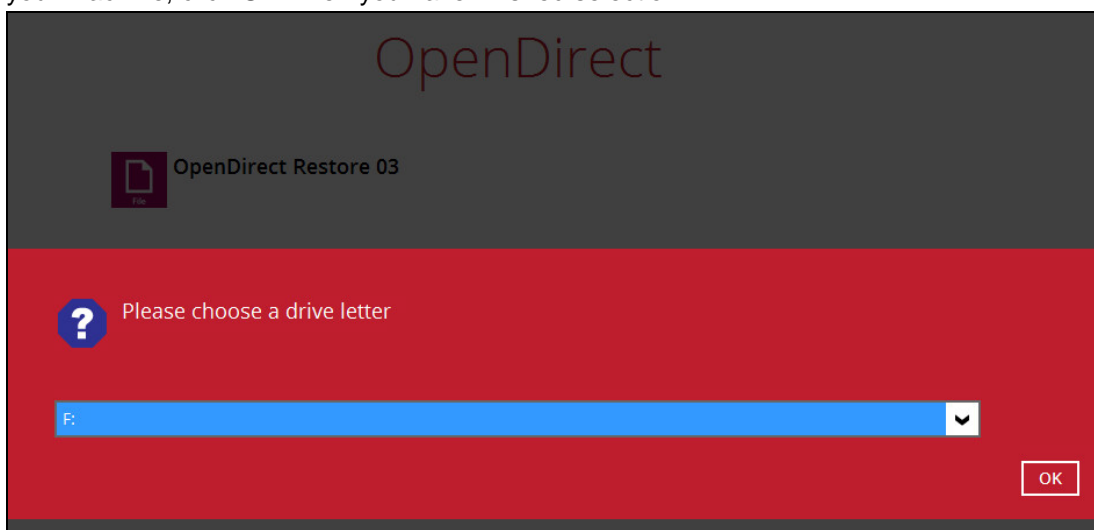 OpenDirect
File
OpenDirect Restore 03
Please choose a drive letter
F:
OK